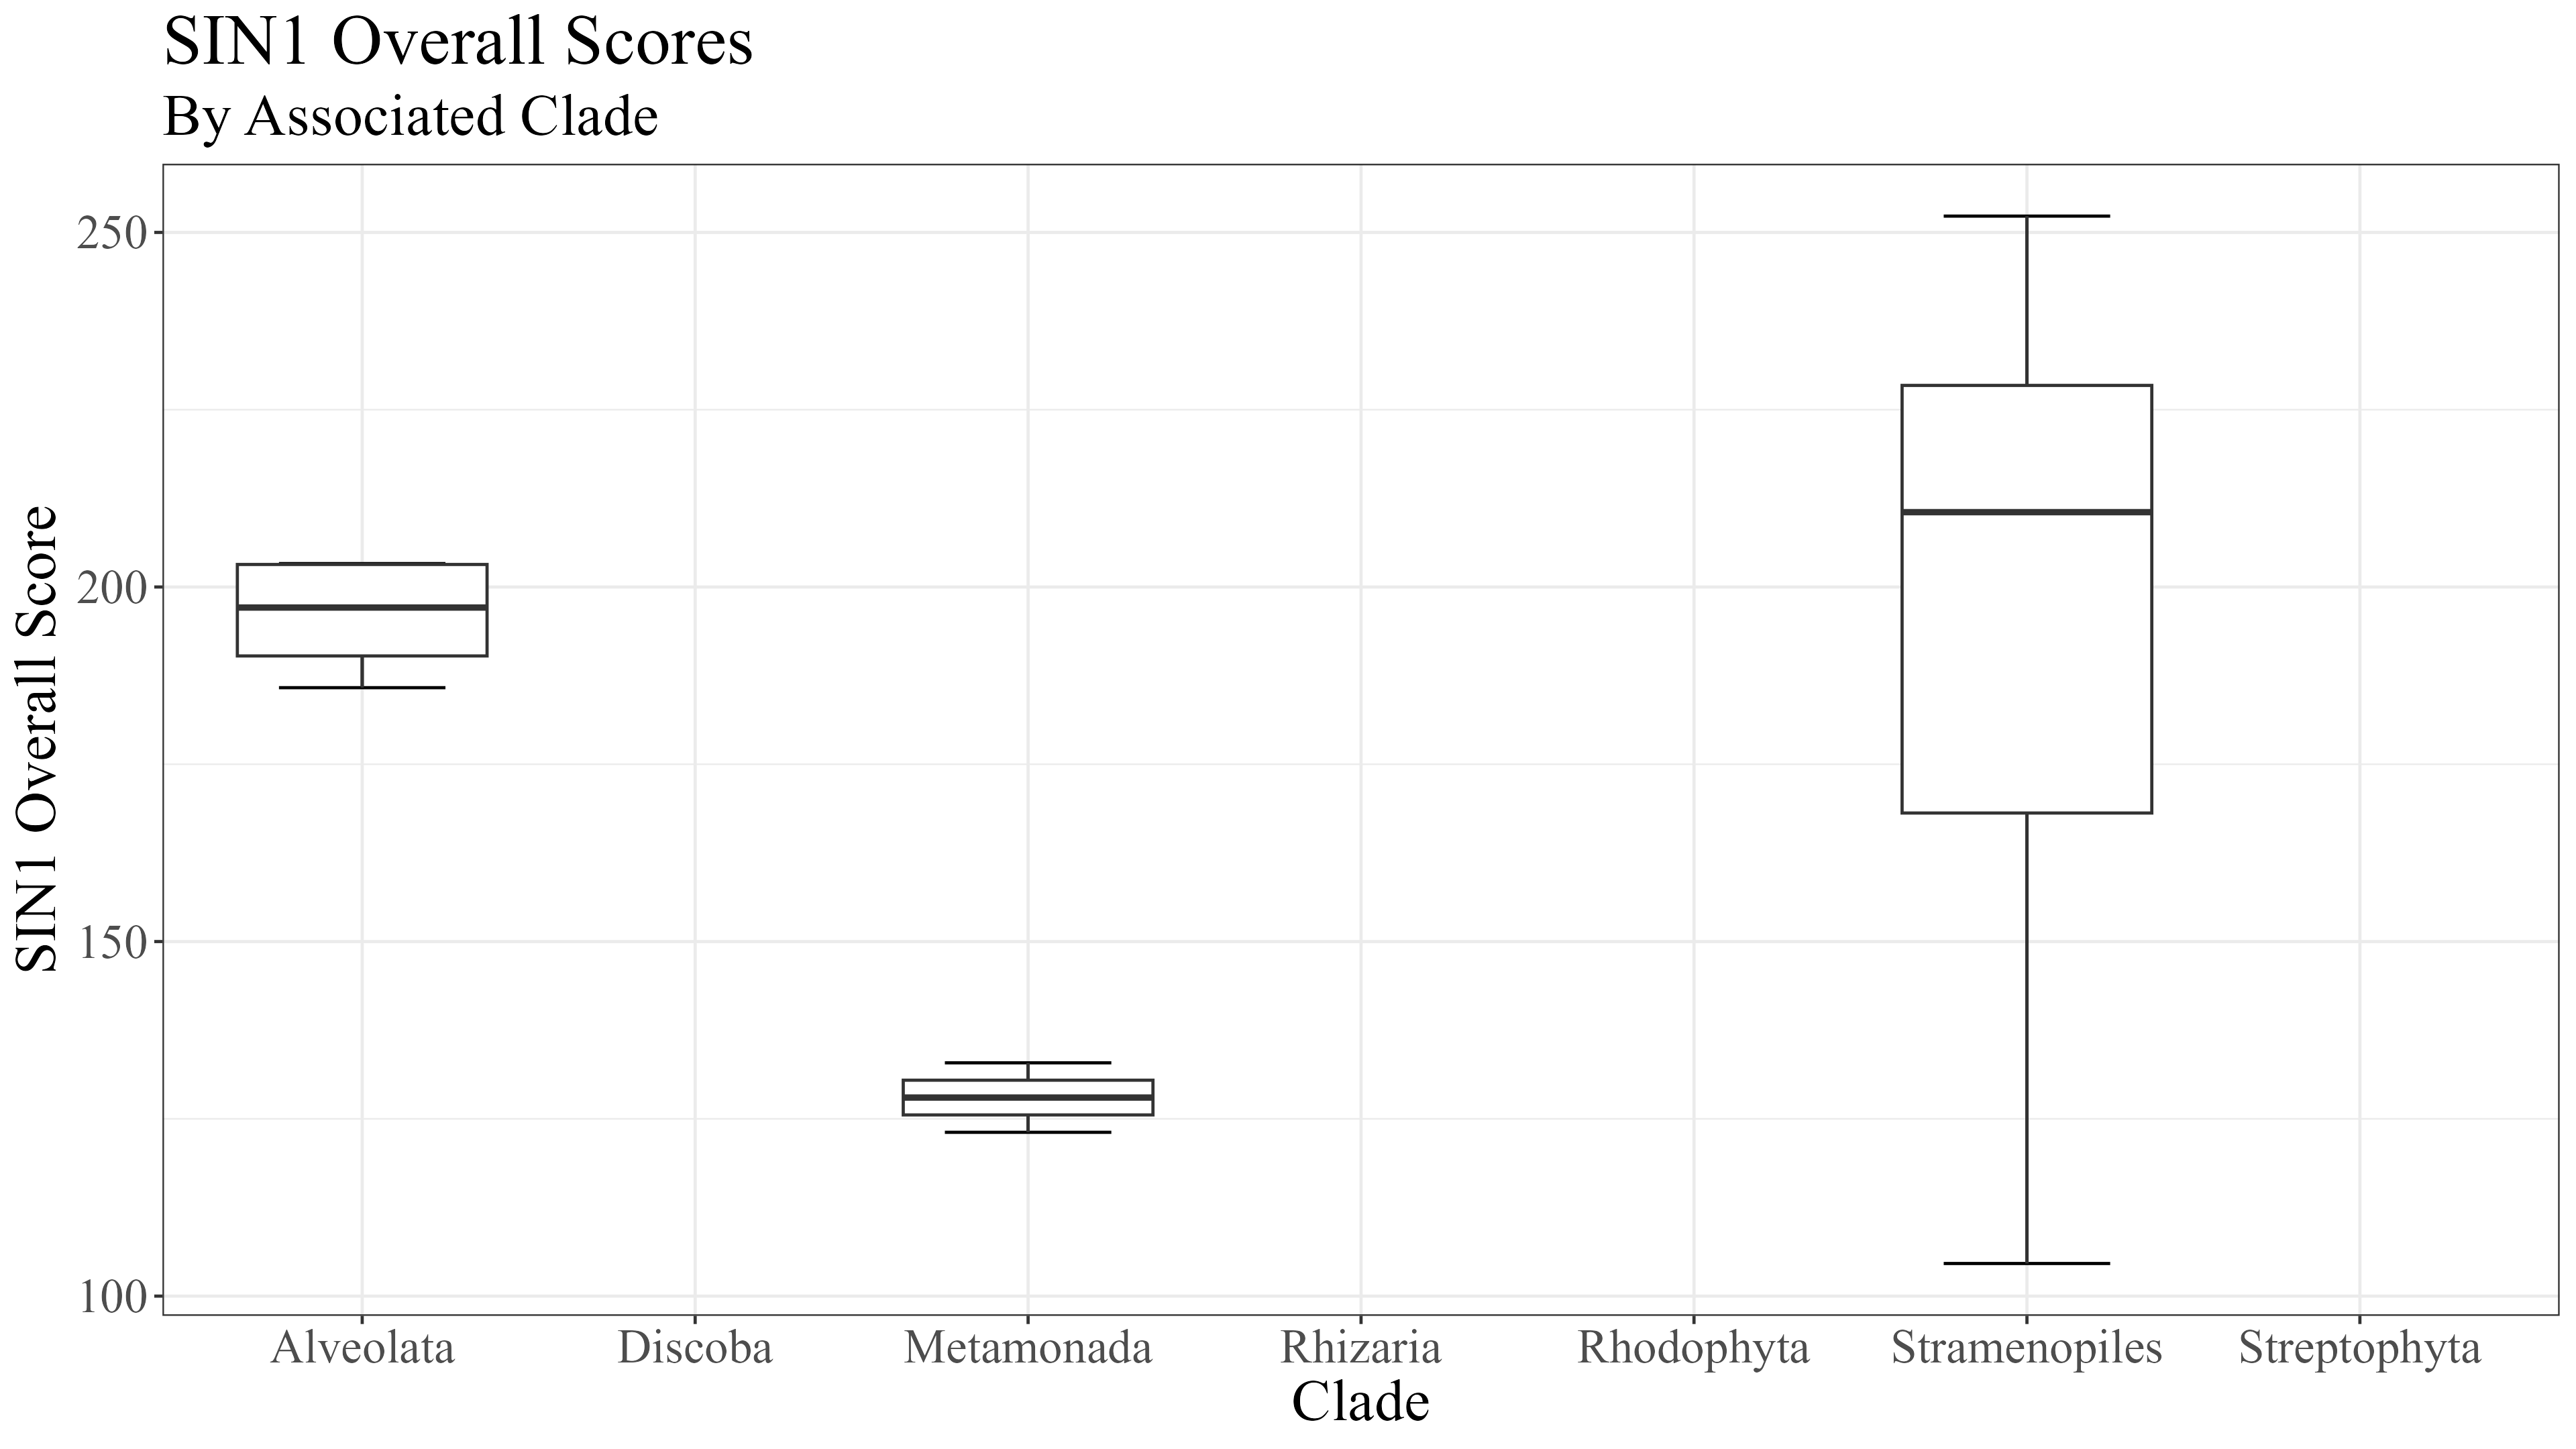 SIN1 Overall Scores
By Associated Clade
SIN1 Overall Score
250
200
150
100
Alveolata Discoba Metamonada Rhizaria Rhodophyta Stramenopiles Streptophyta
Clade